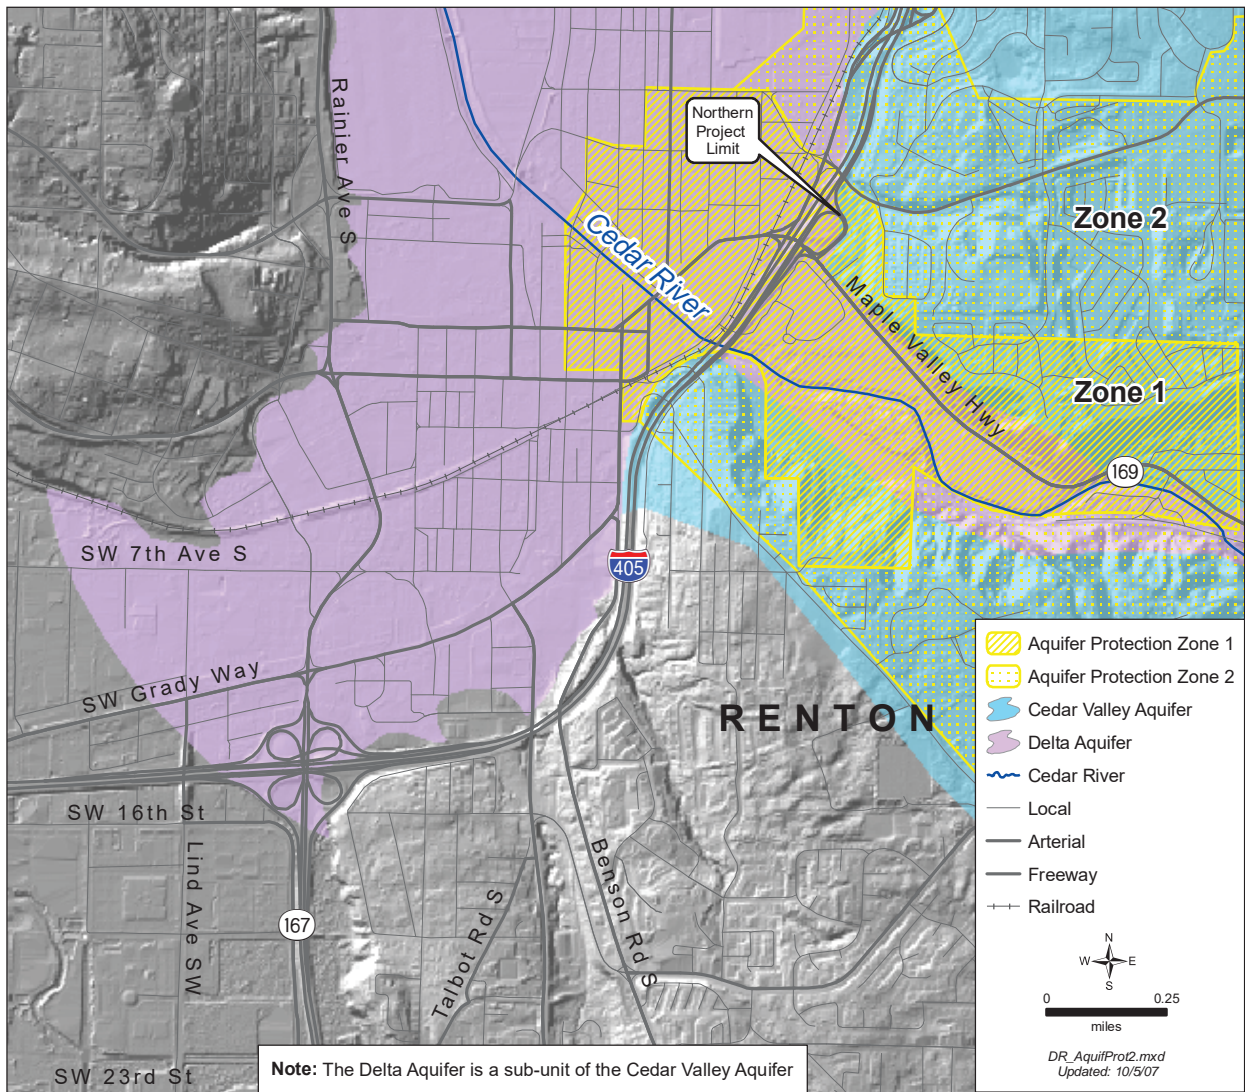 Rainier Ave S
Northern
Project
Limit
Cedar River
Zone 2
Maple Valley Hwy
Zone 1
169
SW 7th Ave S
405
SW Grady Way
RENTON
SW 16th St
Lind Ave SW
167
Talbot Rd S
Benson Rd S
SW 23rd St
Aquifer Protection Zone 1
Aquifer Protection Zone 2
Cedar Valley Aquifer
Delta Aquifer
Cedar River
Local
Arterial
Freeway
Railroad
N
W E
S
0 0.25
miles
DR_AquifProt2.mxd
Updated: 10/5/07
Note: The Delta Aquifer is a sub-unit of the Cedar Valley Aquifer